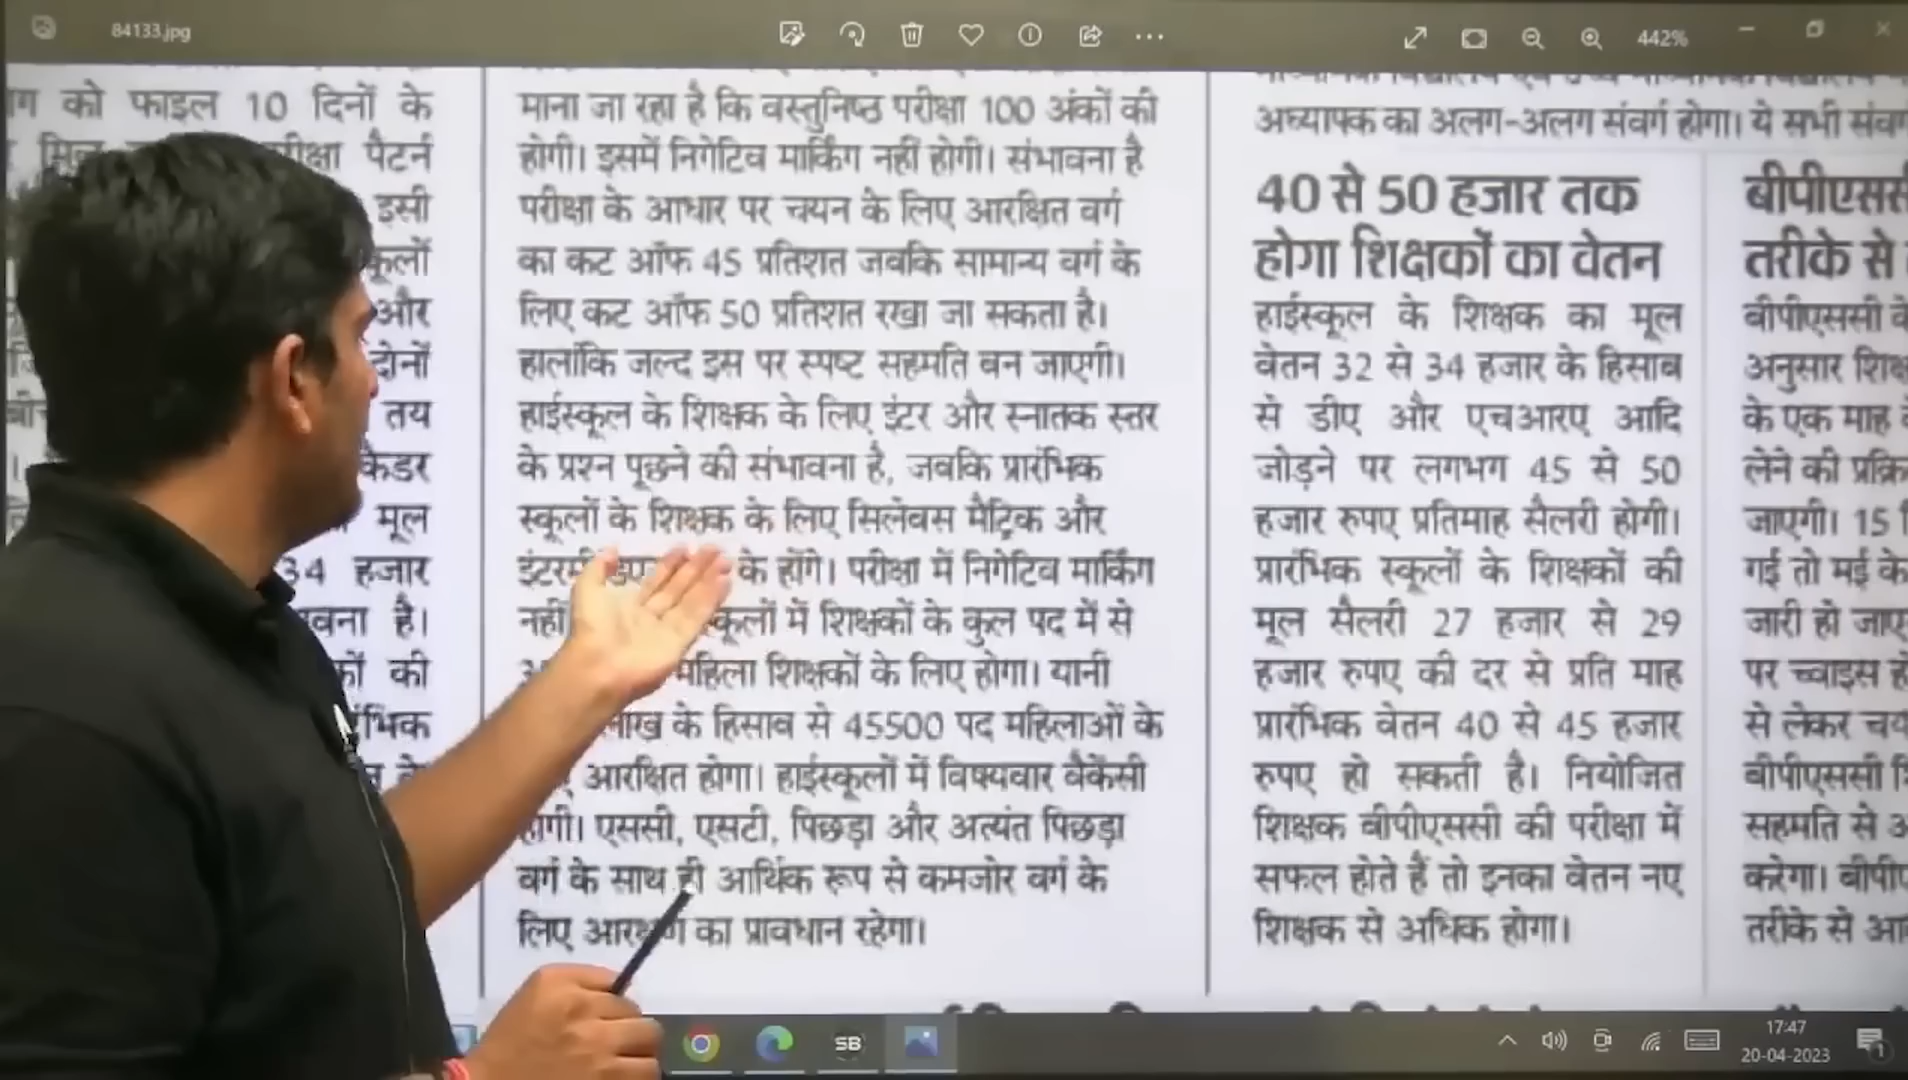 84133.jpg
442%
को फाइल 10 दिनों के
पैटर्न
इसी
और
दोनों
तय
कैडर
मूल
34 हजार
है।
की
माना जा रहा है कि वस्तुनिष्ठ परीक्षा 100 अंकों की
होगी। इसमें निगेटिव मार्किंग नहीं होगी। संभावना है
परीक्षा के आधार पर चयन के लिए आरक्षित वर्ग
का कट ऑफ 45 प्रतिशत जबकि सामान्य वर्ग के
लिए कट ऑफ 50 प्रतिशत रखा जा सकता है।
हालांकि जल्द इस पर स्पष्ट सहमति बन जाएगी।
हाईस्कूल के शिक्षक के लिए इंटर और स्नातक स्तर
के प्रश्न पूछने की संभावना है, जबकि प्रारंभिक
स्कूलों के शिक्षक के लिए सिलेबस मैट्रिक और
के होंगे। परीक्षा में निगेटिव मार्किंग
नहीं में शिक्षकों के कुल पद में से
महिला शिक्षकों के लिए होगा। यानी
लाख के हिसाब से 45500 पद महिलाओं के
आरक्षित होगा। हाईस्कूलों में विषयवार वैकेंसी
होगी। एससी, एसटी, पिछड़ा और अत्यंत पिछड़ा
वर्ग के साथ ही आर्थिक रूप से कमजोर वर्ग के
लिए आरक्षण का प्रावधान रहेगा।
अध्यापक का अलग-अलग संवर्ग होगा। ये सभी संवर्ग
40 से 50 हजार तक
होगा शिक्षकों का वेतन
हाईस्कूल के शिक्षक का मूल
वेतन 32 से 34 हजार के हिसाब
से डीए और एचआरए आदि
जोड़ने पर लगभग 45 से 50
हजार रुपए प्रतिमाह सैलरी होगी।
प्रारंभिक स्कूलों के शिक्षकों की
मूल सैलरी 27 हजार से 29
हजार रुपए की दर से प्रति माह
प्रारंभिक वेतन 40 से 45 हजार
रुपए हो सकती है। नियोजित
शिक्षक बीपीएससी की परीक्षा में
सफल होते हैं तो इनका वेतन नए
शिक्षक से अधिक होगा।
बीपीएससी
तरीके से
बीपीएससी के
अनुसार
के एक माह
लेने की
जाएगी। 15
गई तो मई के
जारी हो
पर च्वाइस
से लेकर
बीपीएससी
सहमति से
करेगा।
तरीके से
SB
17:47
20-04-2023
1